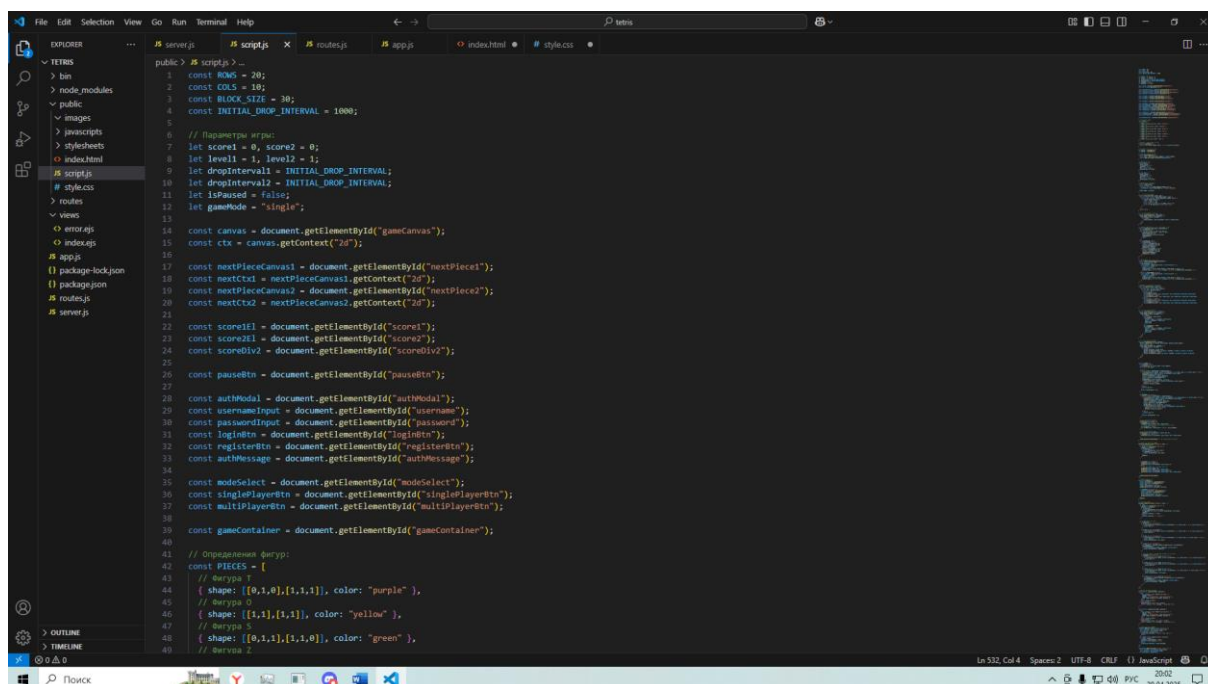 File Edit Selection View Go Run Terminal Help
tetris
EXPLORER
JS server.js JS script.js JS routes.js JS app.js index.html # style.css
TETRIS
bin
node_modules
public
images
javascripts
stylesheets
index.html
JS script.js
# style.css
routes
views
error.ejs
index.ejs
JS app.js
{} package-lock.json
{} package.json
JS routes.js
JS server.js
OUTLINE
TIMELINE
public > JS script.js > ...
1 const ROWS = 20;
2 const COLS = 10;
3 const BLOCK_SIZE = 30;
4 const INITIAL_DROP_INTERVAL = 1000;
5
6 // Параметры игры:
7 let score1 = 0, score2 = 0;
8 let level1 = 1, level2 = 1;
9 let dropInterval1 = INITIAL_DROP_INTERVAL;
10 let dropInterval2 = INITIAL_DROP_INTERVAL;
11 let isPaused = false;
12 let gameMode = "single";
13
14 const canvas = document.getElementById("gameCanvas");
15 const ctx = canvas.getContext("2d");
16
17 const nextPieceCanvas1 = document.getElementById("nextPiece1");
18 const nextCtx1 = nextPieceCanvas1.getContext("2d");
19 const nextPieceCanvas2 = document.getElementById("nextPiece2");
20 const nextCtx2 = nextPieceCanvas2.getContext("2d");
21
22 const score1El = document.getElementById("score1");
23 const score2El = document.getElementById("score2");
24 const scoreDiv2 = document.getElementById("scoreDiv2");
25
26 const pauseBtn = document.getElementById("pauseBtn");
27
28 const authModal = document.getElementById("authModal");
29 const usernameInput = document.getElementById("username");
30 const passwordInput = document.getElementById("password");
31 const loginBtn = document.getElementById("loginBtn");
32 const registerBtn = document.getElementById("registerBtn");
33 const authMessage = document.getElementById("authMessage");
34
35 const modeSelect = document.getElementById("modeSelect");
36 const singlePlayerBtn = document.getElementById("singlePlayerBtn");
37 const multiPlayerBtn = document.getElementById("multiPlayerBtn");
38
39 const gameContainer = document.getElementById("gameContainer");
40
41 // Определения фигур:
42 const PIECES = [
43 // Фигура T
44 { shape: [[0,1,0],[1,1,1]], color: "purple" },
45 // Фигура O
46 { shape: [[1,1],[1,1]], color: "yellow" },
47 // Фигура S
48 { shape: [[0,1,1],[1,1,0]], color: "green" },
49 // Фигура Z
0 0 Ln 532, Col 4 Spaces: 2 UTF-8 CRLF {} JavaScript
Поиск РУС 20:02